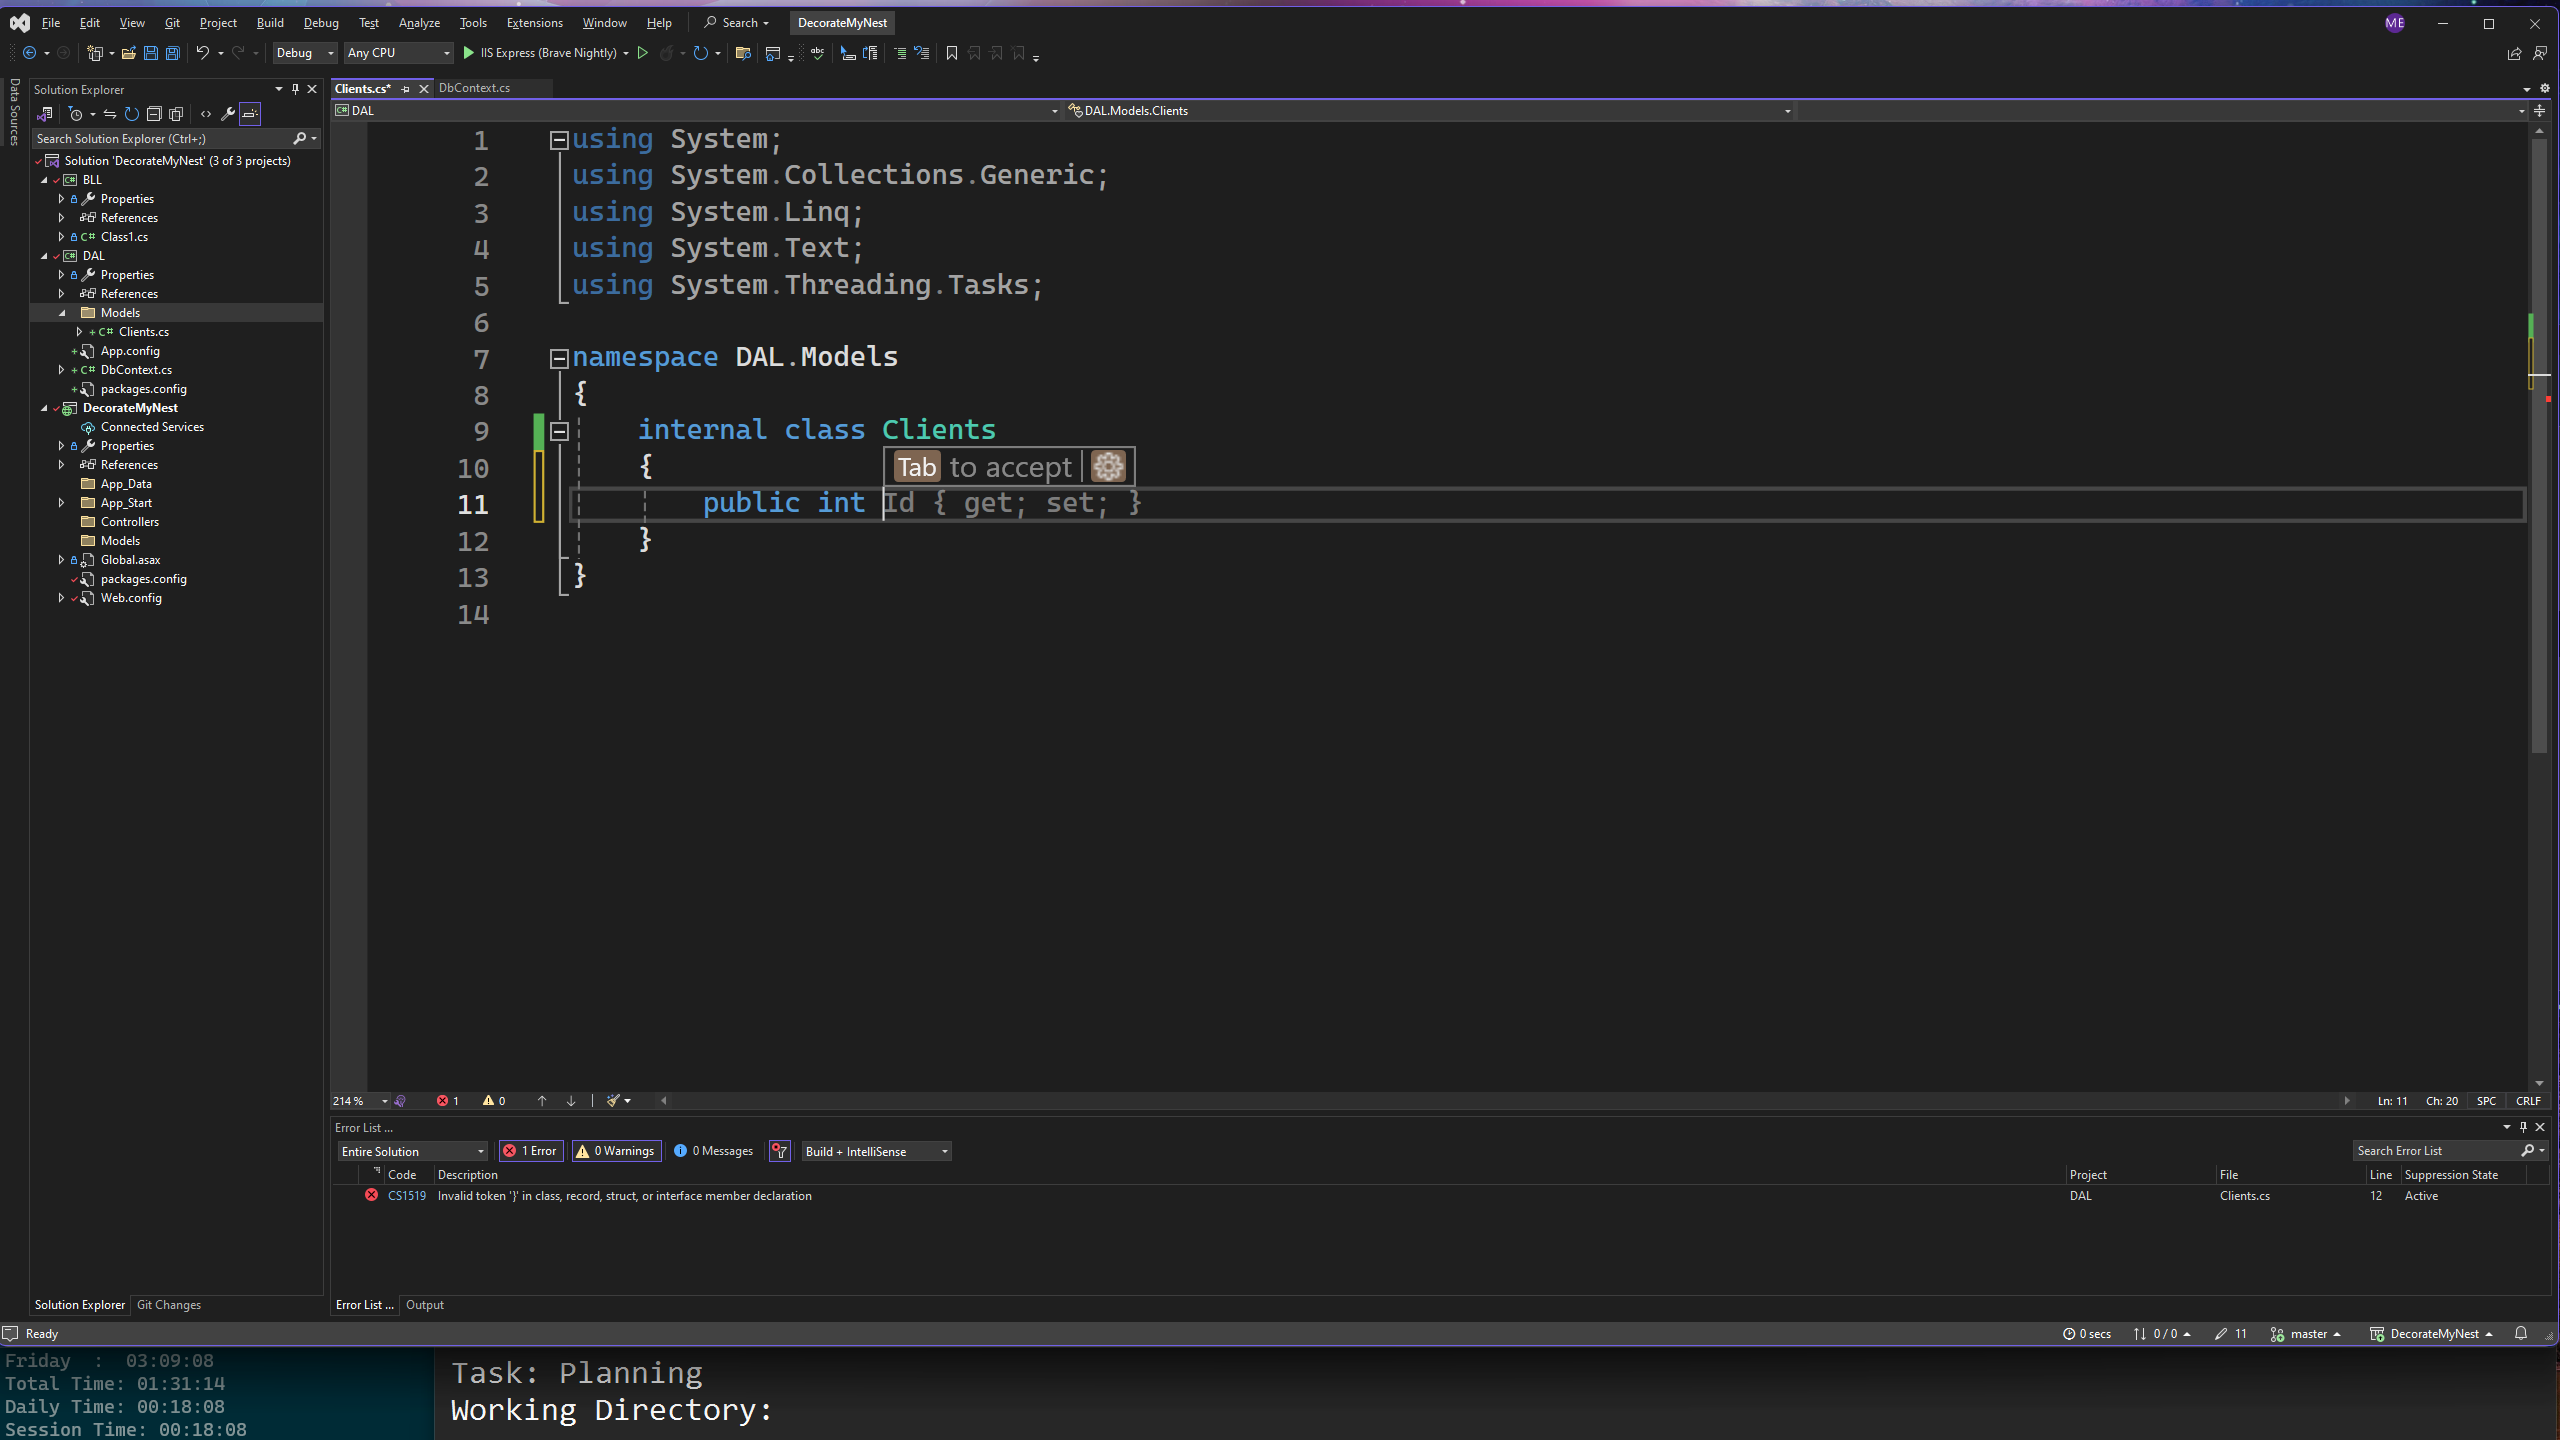 File Edit View Git Project Build Debug Test Analyze Tools Extensions Window Help Search DecorateMyNest ME
Debug Any CPU IIS Express (Brave Nightly)
Data Sources
Solution Explorer
Search Solution Explorer (Ctrl+;)
Solution 'DecorateMyNest' (3 of 3 projects)
BLL
Properties
References
C# Class1.cs
DAL
Properties
References
Models
C# Clients.cs
App.config
C# DbContext.cs
packages.config
DecorateMyNest
Connected Services
Properties
References
App_Data
App_Start
Controllers
Models
Global.asax
packages.config
Web.config
Solution Explorer Git Changes
Clients.cs* DbContext.cs
DAL DAL.Models.Clients
1 using System;
2 using System.Collections.Generic;
3 using System.Linq;
4 using System.Text;
5 using System.Threading.Tasks;
6
7 namespace DAL.Models
8 {
9 internal class Clients
10 {
Tab to accept
11 public int Id { get; set; }
12 }
13 }
14
214 % 1 0 Ln: 11 Ch: 20 SPC CRLF
Error List ...
Entire Solution 1 Error 0 Warnings 0 Messages Build + IntelliSense Search Error List
Code Description Project File Line Suppression State
CS1519 Invalid token '}' in class, record, struct, or interface member declaration DAL Clients.cs 12 Active
Error List ... Output
Ready 0 secs 0 / 0 11 master DecorateMyNest
Friday : 03:09:08
Total Time: 01:31:14
Daily Time: 00:18:08
Session Time: 00:18:08
Task: Planning
Working Directory: